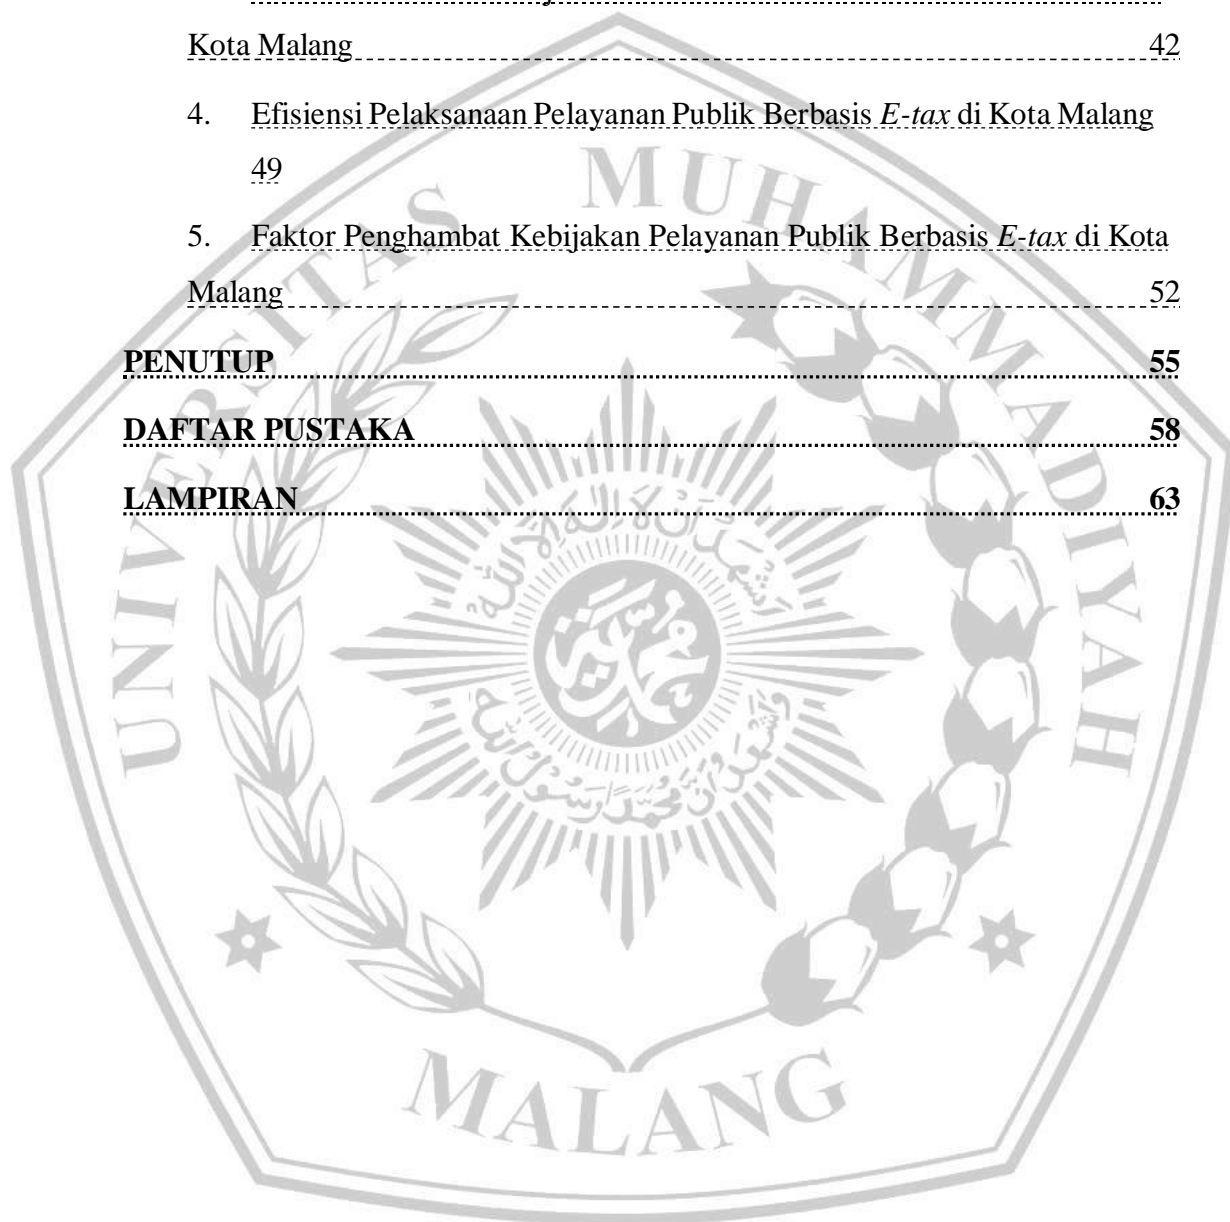 Kota Malang 42
4. Efisiensi Pelaksanaan Pelayanan Publik Berbasis E-tax di Kota Malang
49
5. Faktor Penghambat Kebijakan Pelayanan Publik Berbasis E-tax di Kota
Malang 52
PENUTUP 55
DAFTAR PUSTAKA 58
LAMPIRAN 63
UNIVERSITAS MUHAMMADIYAH
MALANG